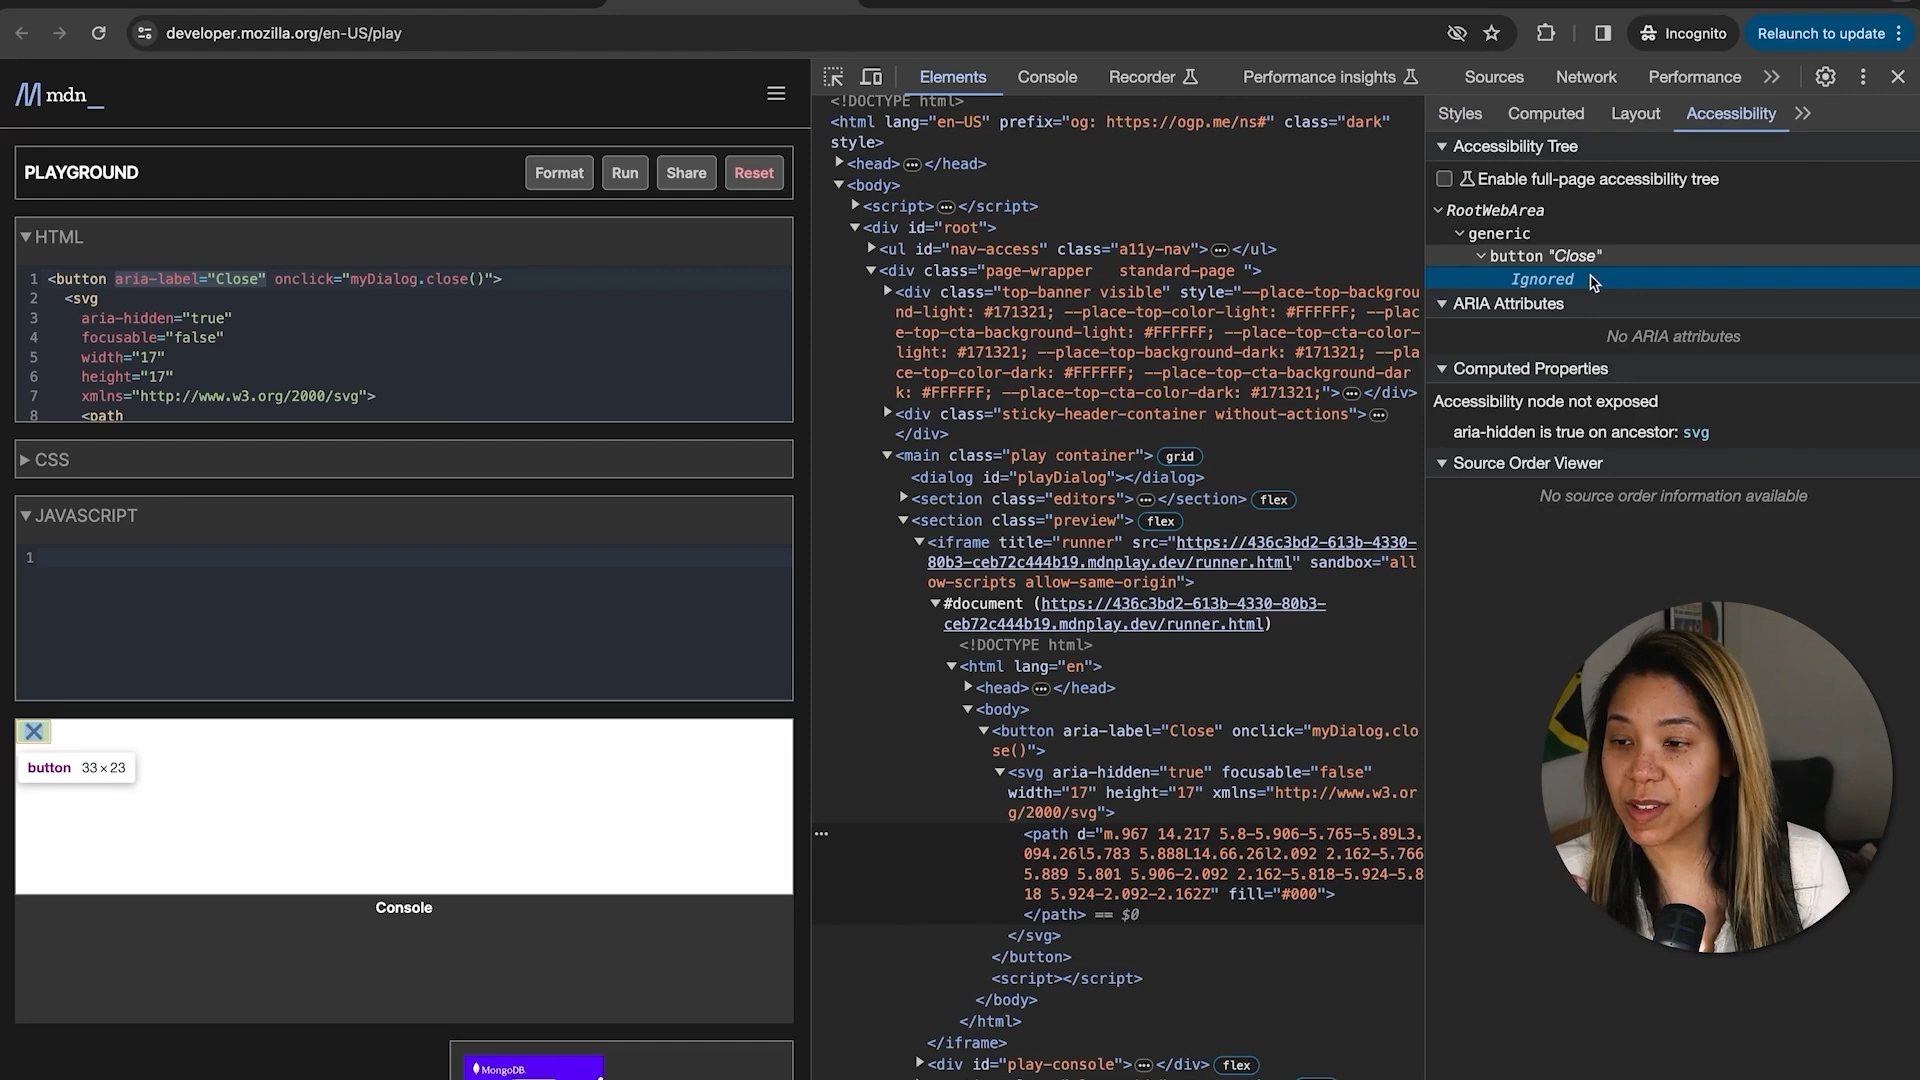 developer.mozilla.org/en-US/play
Incognito
Relaunch to update
mdn_
PLAYGROUND
Format
Run
Share
Reset
HTML
1 <button aria-label="Close" onclick="myDialog.close()">
2 <svg
3 aria-hidden="true"
4 focusable="false"
5 width="17"
6 height="17"
7 xmlns="http://www.w3.org/2000/svg">
8 <path
CSS
JAVASCRIPT
1
button 33×23
Console
MongoDB.
Elements
Console
Recorder
Performance insights
Sources
Network
Performance
<!DOCTYPE html>
<html lang="en-US" prefix="og: https://ogp.me/ns#" class="dark"
style>
<head> </head>
<body>
<script> </script>
<div id="root">
<ul id="nav-access" class="a11y-nav"> </ul>
<div class="page-wrapper standard-page ">
<div class="top-banner visible" style="--place-top-backgrou
nd-light: #171321; --place-top-color-light: #FFFFFF; --plac
e-top-cta-background-light: #FFFFFF; --place-top-cta-color-
light: #171321; --place-top-background-dark: #171321; --pla
ce-top-color-dark: #FFFFFF; --place-top-cta-background-dar
k: #FFFFFF; --place-top-cta-color-dark: #171321;"> </div>
<div class="sticky-header-container without-actions">
</div>
<main class="play container"> grid
<dialog id="playDialog"></dialog>
<section class="editors"> </section> flex
<section class="preview"> flex
<iframe title="runner" src="https://436c3bd2-613b-4330-
80b3-ceb72c444b19.mdnplay.dev/runner.html" sandbox="all
ow-scripts allow-same-origin">
#document (https://436c3bd2-613b-4330-80b3-
ceb72c444b19.mdnplay.dev/runner.html)
<!DOCTYPE html>
<html lang="en">
<head> </head>
<body>
<button aria-label="Close" onclick="myDialog.clo
se()">
<svg aria-hidden="true" focusable="false"
width="17" height="17" xmlns="http://www.w3.or
g/2000/svg">
<path d="m.967 14.217 5.8-5.906-5.765-5.89L3.
094.26l5.783 5.888L14.66.26l2.092 2.162-5.766
5.889 5.801 5.906-2.092 2.162-5.818-5.924-5.8
18 5.924-2.092-2.162Z" fill="#000">
</path> == $0
</svg>
</button>
<script></script>
</body>
</html>
</iframe>
<div id="play-console"> </div> flex
Styles
Computed
Layout
Accessibility
Accessibility Tree
Enable full-page accessibility tree
RootWebArea
generic
button "Close"
Ignored
ARIA Attributes
No ARIA attributes
Computed Properties
Accessibility node not exposed
aria-hidden is true on ancestor: svg
Source Order Viewer
No source order information available